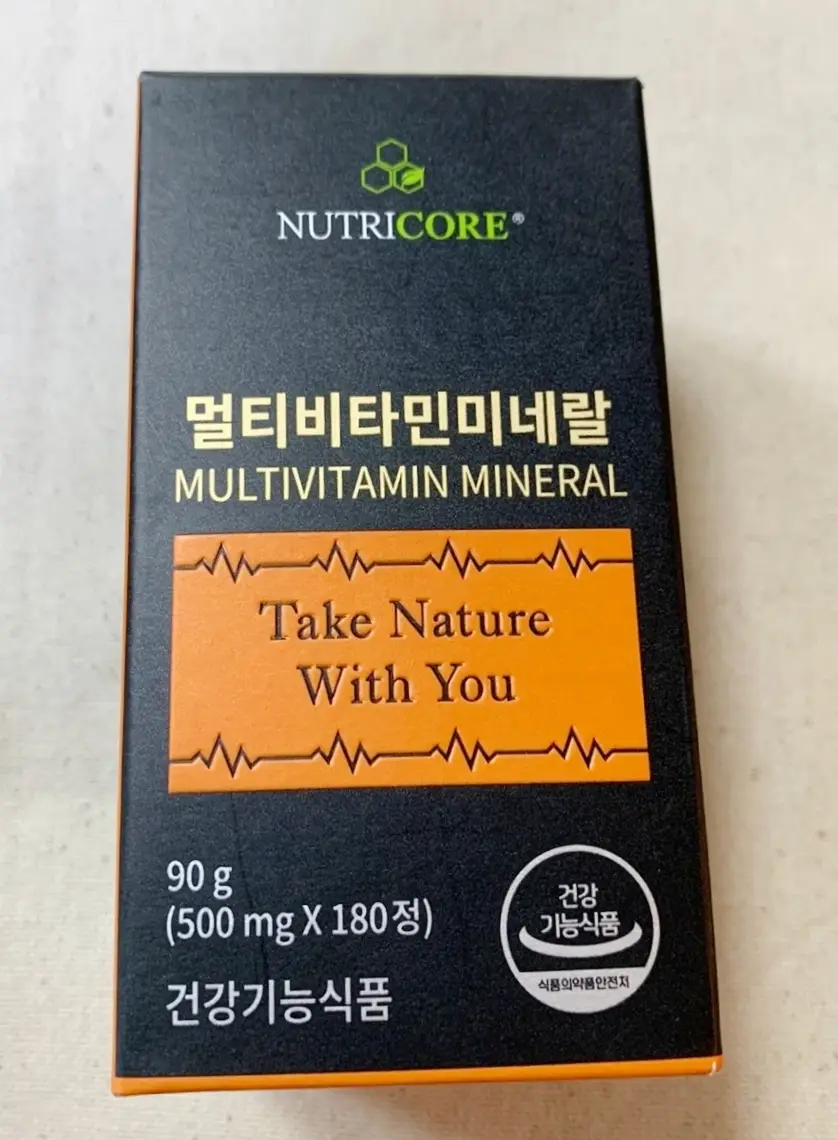 NUTRICORE®
멀티비타민미네랄
MULTIVITAMIN MINERAL
Take Nature
With You
90 g
(500 mg X 180정)
건강기능식품
건강
기능식품
식품의약품안전처